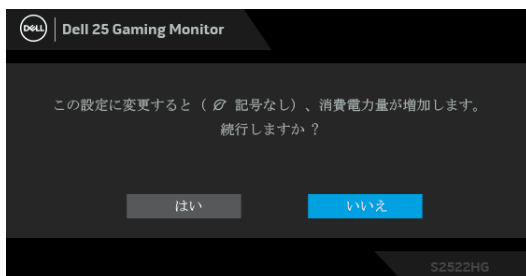 DELL
Dell 25 Gaming Monitor
この設定に変更すると（ 記号なし）、消費電力量が増加します。
続行しますか？
はい
いいえ
S2522HG